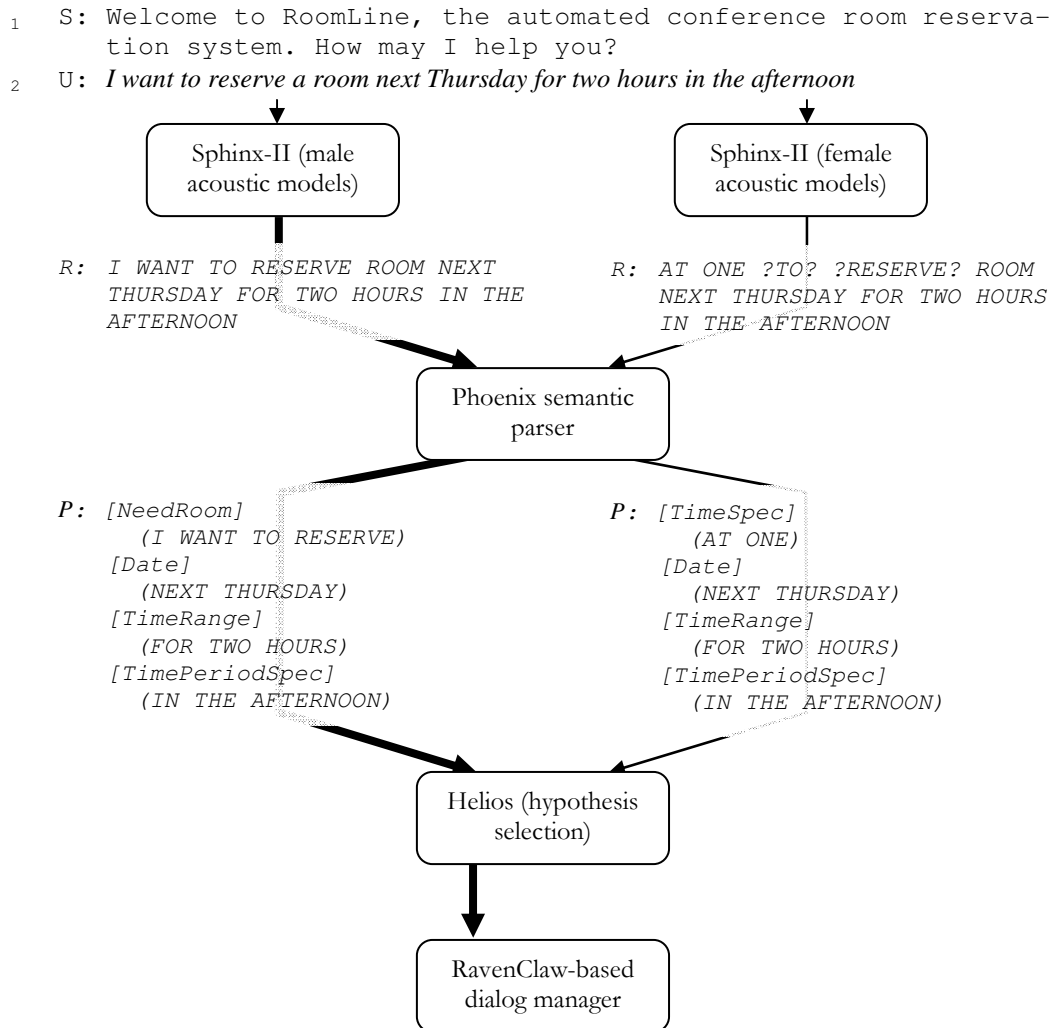 1 S: Welcome to RoomLine, the automated conference room reserva-
tion system. How may I help you?
2 U: I want to reserve a room next Thursday for two hours in the afternoon
Sphinx-II (male
acoustic models)
Sphinx-II (female
acoustic models)
R: I WANT TO RESERVE ROOM NEXT
THURSDAY FOR TWO HOURS IN THE
AFTERNOON
R: AT ONE ?TO? ?RESERVE? ROOM
NEXT THURSDAY FOR TWO HOURS
IN THE AFTERNOON
Phoenix semantic
parser
P: [NeedRoom]
(I WANT TO RESERVE)
[Date]
(NEXT THURSDAY)
[TimeRange]
(FOR TWO HOURS)
[TimePeriodSpec]
(IN THE AFTERNOON)
P: [TimeSpec]
(AT ONE)
[Date]
(NEXT THURSDAY)
[TimeRange]
(FOR TWO HOURS)
[TimePeriodSpec]
(IN THE AFTERNOON)
Helios (hypothesis
selection)
RavenClaw-based
dialog manager